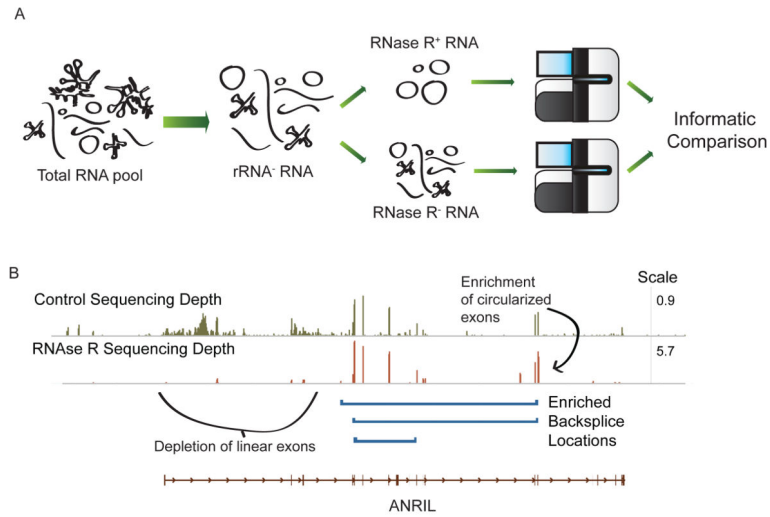 A
RNase R⁺ RNA
Informatic
Comparison
Total RNA pool
rRNA⁻ RNA
RNase R⁻ RNA
B
Scale
Control Sequencing Depth
0.9
Enrichment
of circularized
exons
RNAse R Sequencing Depth
5.7
Depletion of linear exons
Enriched
Backsplice
Locations
ANRIL